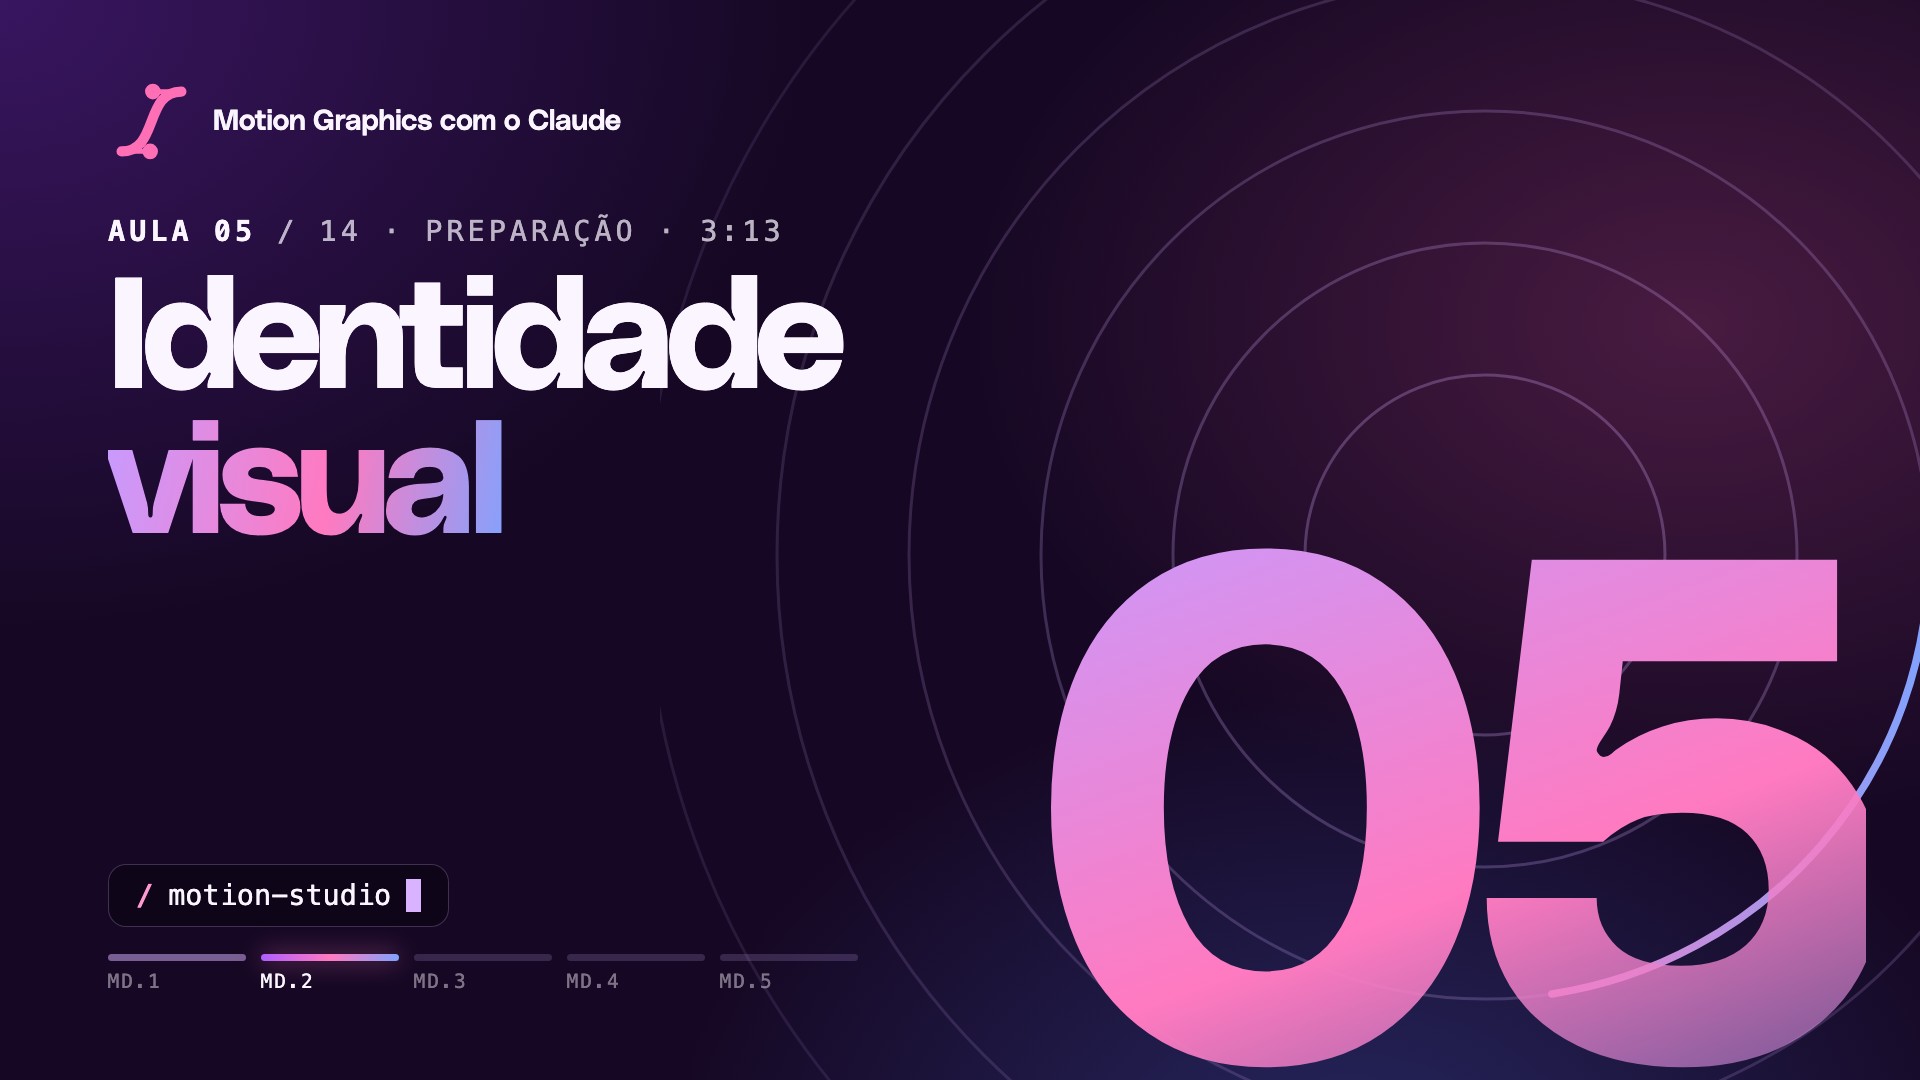 Motion Graphics com o Claude
AULA 05 / 14 · PREPARAÇÃO · 3:13
Identidade
visual
05
/ motion-studio
MD.1 MD.2 MD.3 MD.4 MD.5